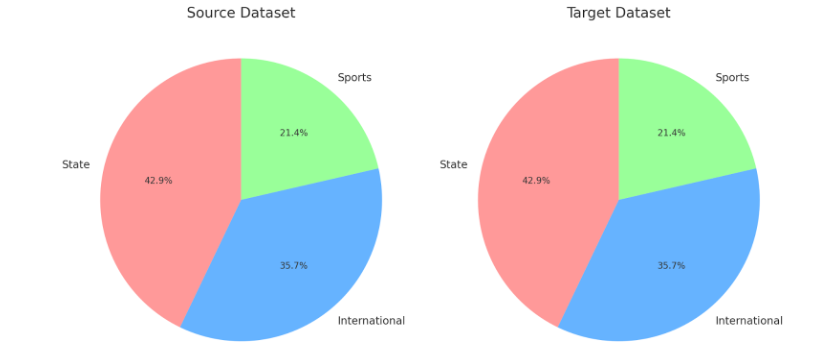 Source Dataset
Sports
21.4%
State
42.9%
35.7%
International
Target Dataset
Sports
21.4%
State
42.9%
35.7%
International